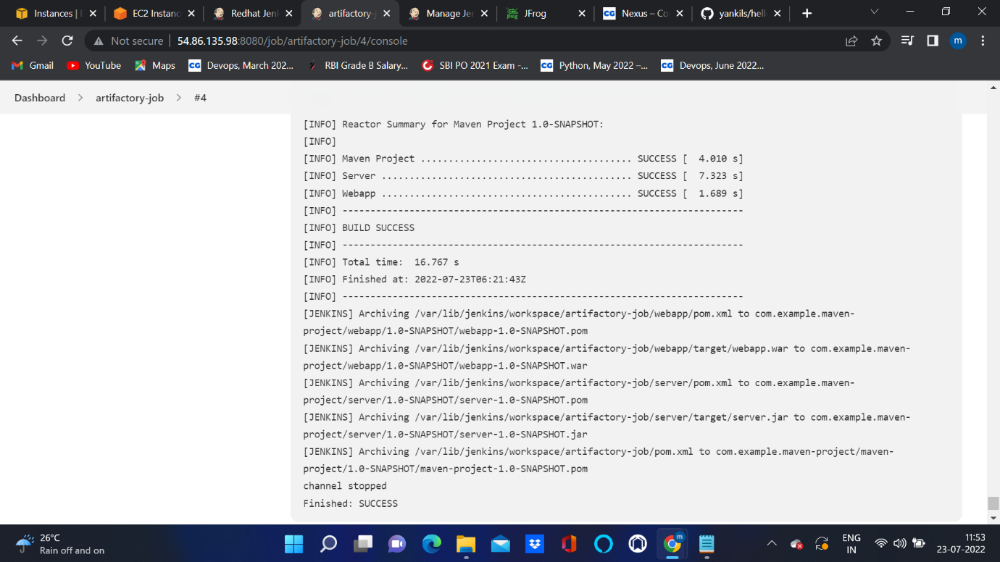 Instances |
EC2 Instanc
Redhat Jen
artifactory-j
Manage Jen
JFrog
CG Nexus – Co
yankils/hell
Not secure 54.86.135.98:8080/job/artifactory-job/4/console
m
Gmail
YouTube
Maps
CG Devops, March 202...
RBI Grade B Salary...
SBI PO 2021 Exam -...
CG Python, May 2022 –...
CG Devops, June 2022...
Dashboard > artifactory-job > #4
[INFO] Reactor Summary for Maven Project 1.0-SNAPSHOT:
[INFO]
[INFO] Maven Project ...................................... SUCCESS [  4.010 s]
[INFO] Server ............................................. SUCCESS [  7.323 s]
[INFO] Webapp ............................................. SUCCESS [  1.689 s]
[INFO] ------------------------------------------------------------------------
[INFO] BUILD SUCCESS
[INFO] ------------------------------------------------------------------------
[INFO] Total time:  16.767 s
[INFO] Finished at: 2022-07-23T06:21:43Z
[INFO] ------------------------------------------------------------------------
[JENKINS] Archiving /var/lib/jenkins/workspace/artifactory-job/webapp/pom.xml to com.example.maven-
project/webapp/1.0-SNAPSHOT/webapp-1.0-SNAPSHOT.pom
[JENKINS] Archiving /var/lib/jenkins/workspace/artifactory-job/webapp/target/webapp.war to com.example.maven-
project/webapp/1.0-SNAPSHOT/webapp-1.0-SNAPSHOT.war
[JENKINS] Archiving /var/lib/jenkins/workspace/artifactory-job/server/pom.xml to com.example.maven-
project/server/1.0-SNAPSHOT/server-1.0-SNAPSHOT.pom
[JENKINS] Archiving /var/lib/jenkins/workspace/artifactory-job/server/target/server.jar to com.example.maven-
project/server/1.0-SNAPSHOT/server-1.0-SNAPSHOT.jar
[JENKINS] Archiving /var/lib/jenkins/workspace/artifactory-job/pom.xml to com.example.maven-project/maven-
project/1.0-SNAPSHOT/maven-project-1.0-SNAPSHOT.pom
channel stopped
Finished: SUCCESS
26°C
Rain off and on
ENG
IN
11:53
23-07-2022